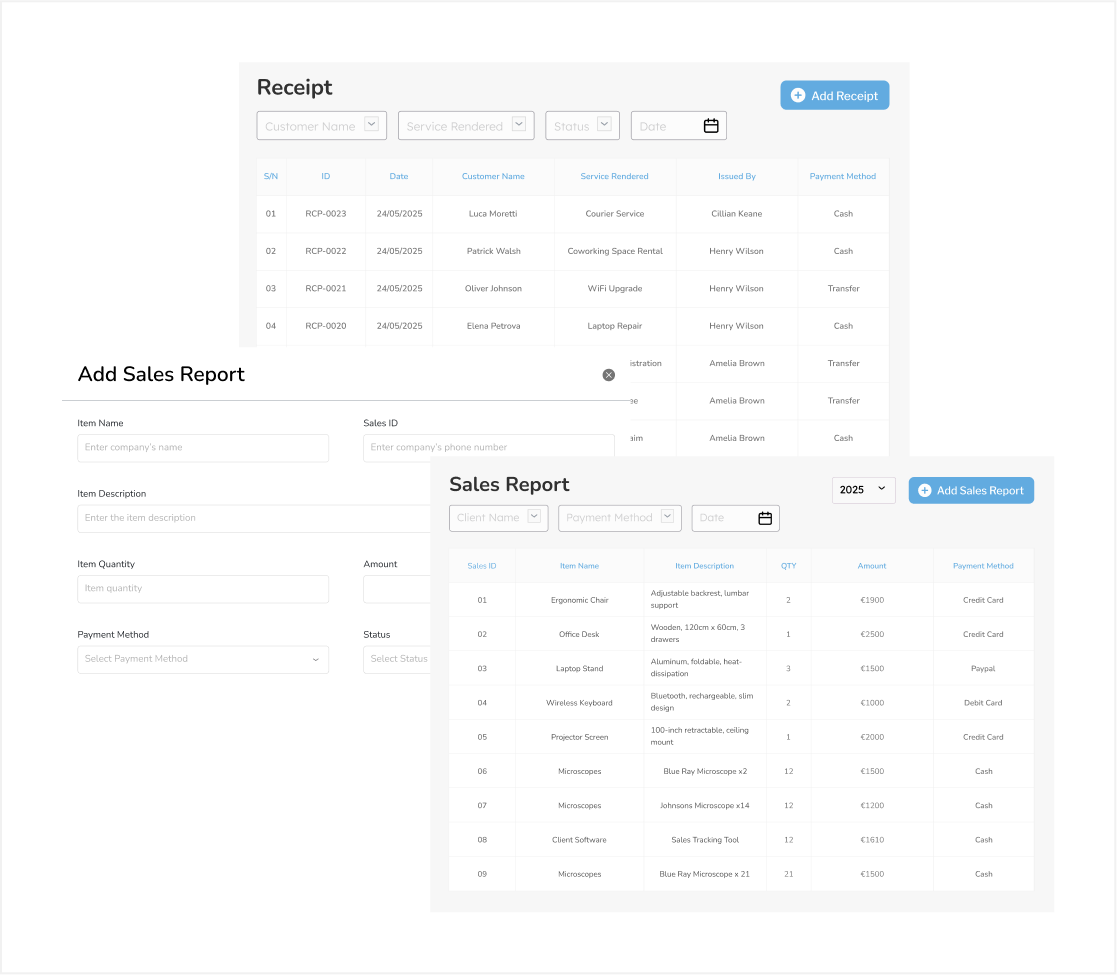 Receipt
Add Receipt
Customer Name Service Rendered Status Date
S/N ID Date Customer Name Service Rendered Issued By Payment Method
01 RCP-0023 24/05/2025 Luca Moretti Courier Service Cillian Keane Cash
02 RCP-0022 24/05/2025 Patrick Walsh Coworking Space Rental Henry Wilson Cash
03 RCP-0021 24/05/2025 Oliver Johnson WiFi Upgrade Henry Wilson Transfer
04 RCP-0020 24/05/2025 Elena Petrova Laptop Repair Henry Wilson Cash
istration Amelia Brown Transfer
ee Amelia Brown Transfer
aim Amelia Brown Cash
Add Sales Report
Item Name Sales ID
Enter company's name Enter company's phone number
Item Description
Enter the item description
Item Quantity Amount
Item quantity
Payment Method Status
Select Payment Method Select Status
Sales Report
2025 Add Sales Report
Client Name Payment Method Date
Sales ID Item Name Item Description QTY Amount Payment Method
01 Ergonomic Chair Adjustable backrest, lumbar
support 2 €1900 Credit Card
02 Office Desk Wooden, 120cm x 60cm, 3
drawers 1 €2500 Credit Card
03 Laptop Stand Aluminum, foldable, heat-
dissipation 3 €1500 Paypal
04 Wireless Keyboard Bluetooth, rechargeable, slim
design 2 €1000 Debit Card
05 Projector Screen 100-inch retractable, ceiling
mount 1 €2000 Credit Card
06 Microscopes Blue Ray Microscope x2 12 €1500 Cash
07 Microscopes Johnsons Microscope x14 12 €1200 Cash
08 Client Software Sales Tracking Tool 12 €1610 Cash
09 Microscopes Blue Ray Microscope x 21 21 €1500 Cash